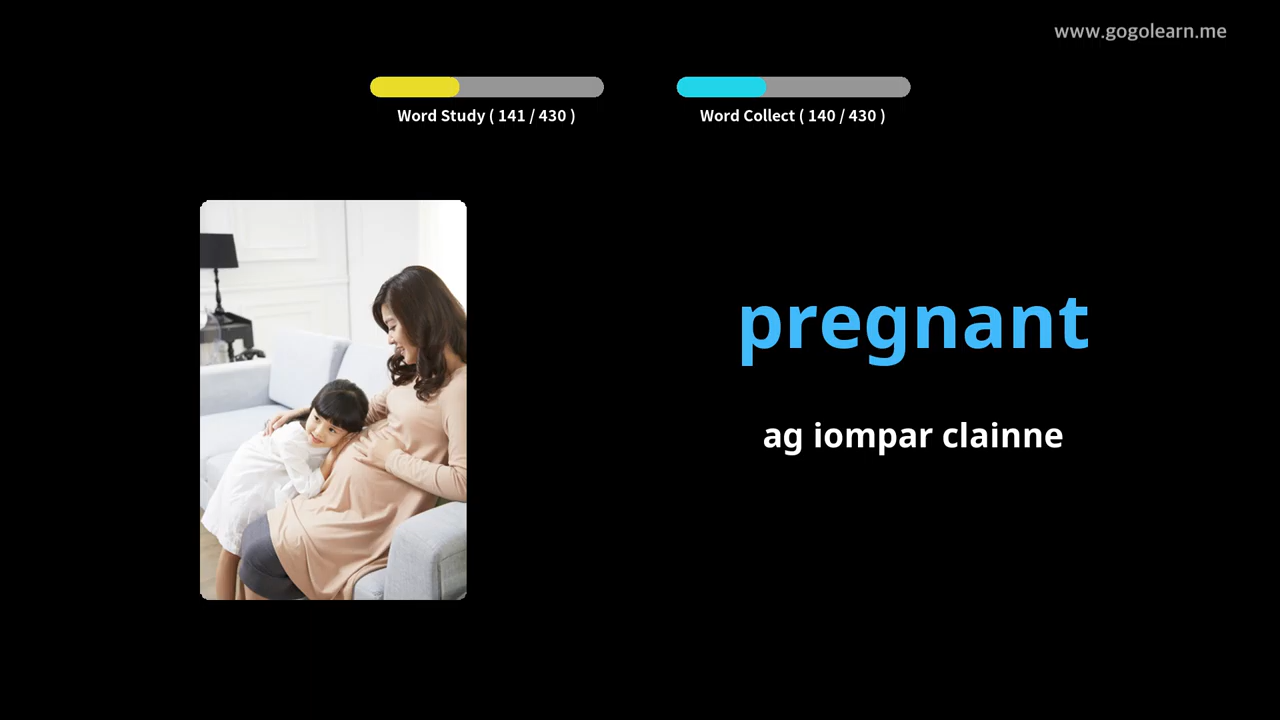 www.gogolearn.me
Word Study ( 141 / 430 )
Word Collect ( 140 / 430 )
pregnant
ag iompar clainne